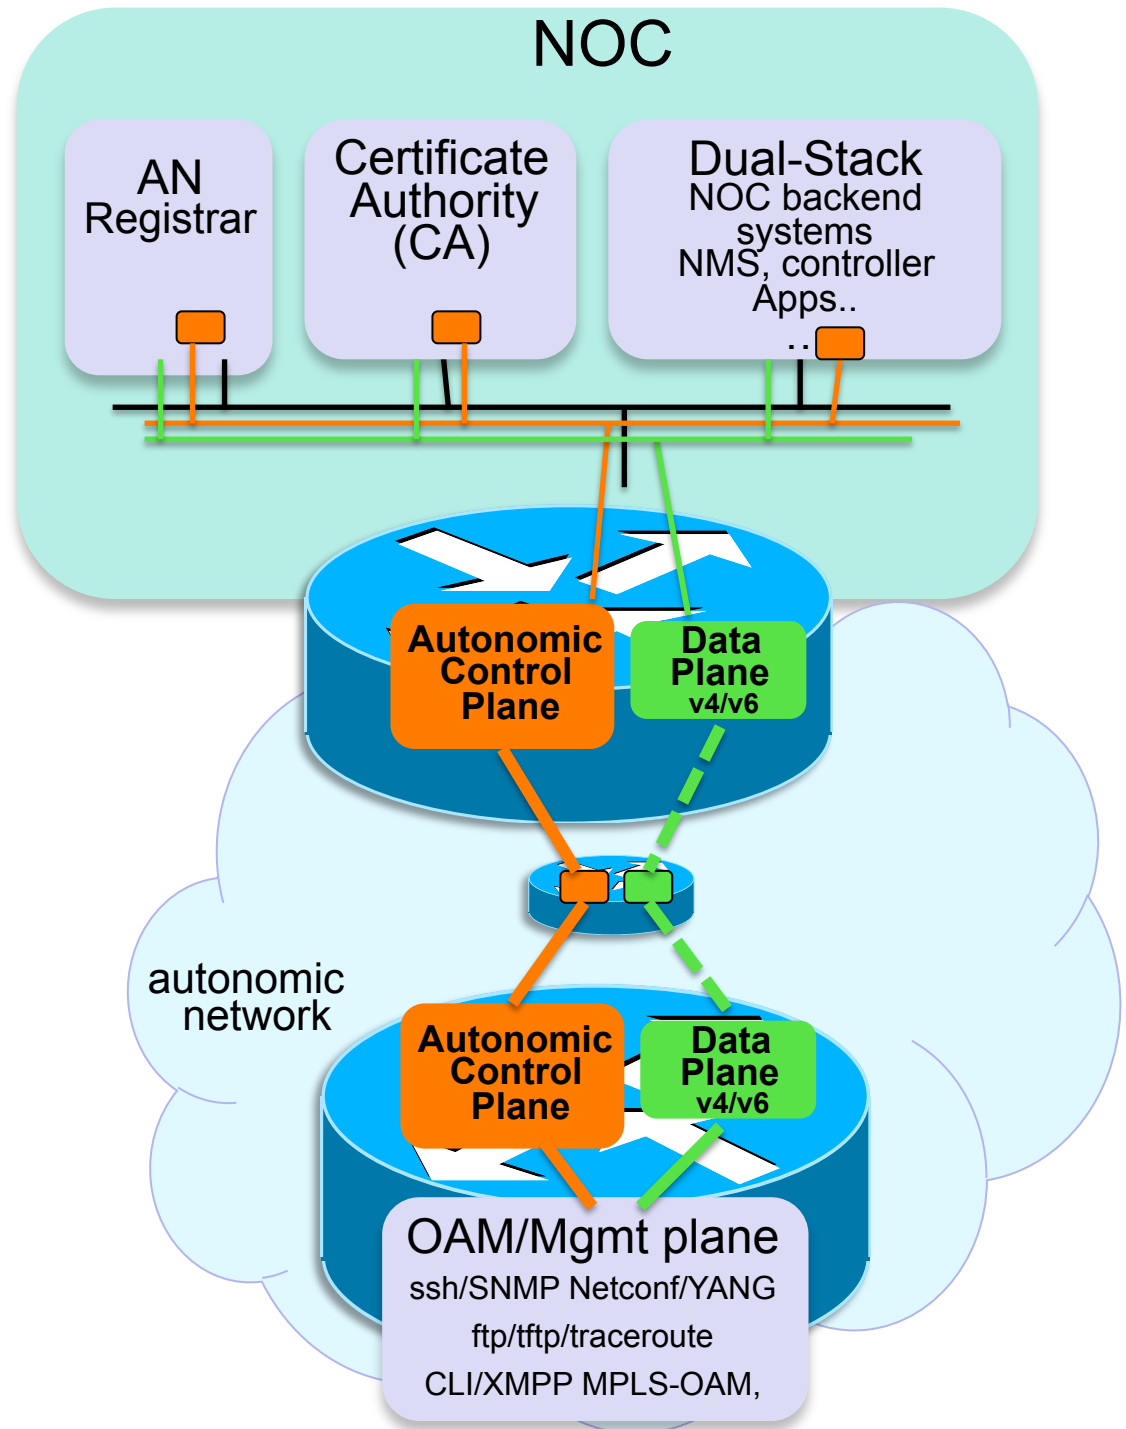 NOC
AN
Registrar
Certificate
Authority
(CA)
Dual-Stack
NOC backend
systems
NMS, controller
Apps..
..
Autonomic
Control
Plane
Data
Plane
v4/v6
autonomic
network
Autonomic
Control
Plane
Data
Plane
v4/v6
OAM/Mgmt plane
ssh/SNMP Netconf/YANG
ftp/tftp/traceroute
CLI/XMPP MPLS-OAM,